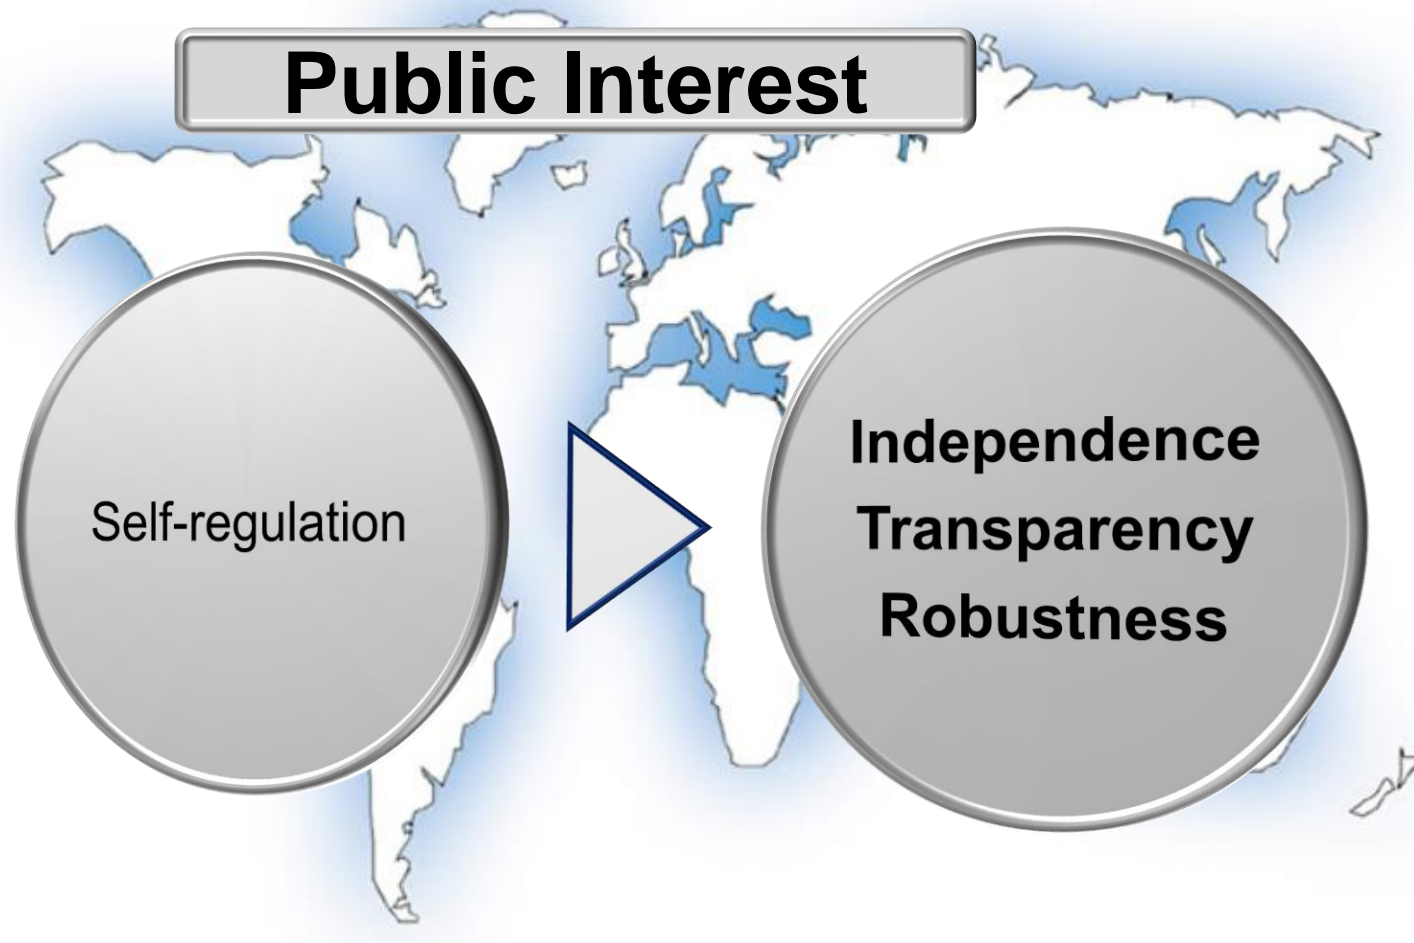 Public Interest
Self-regulation
Independence
Transparency
Robustness